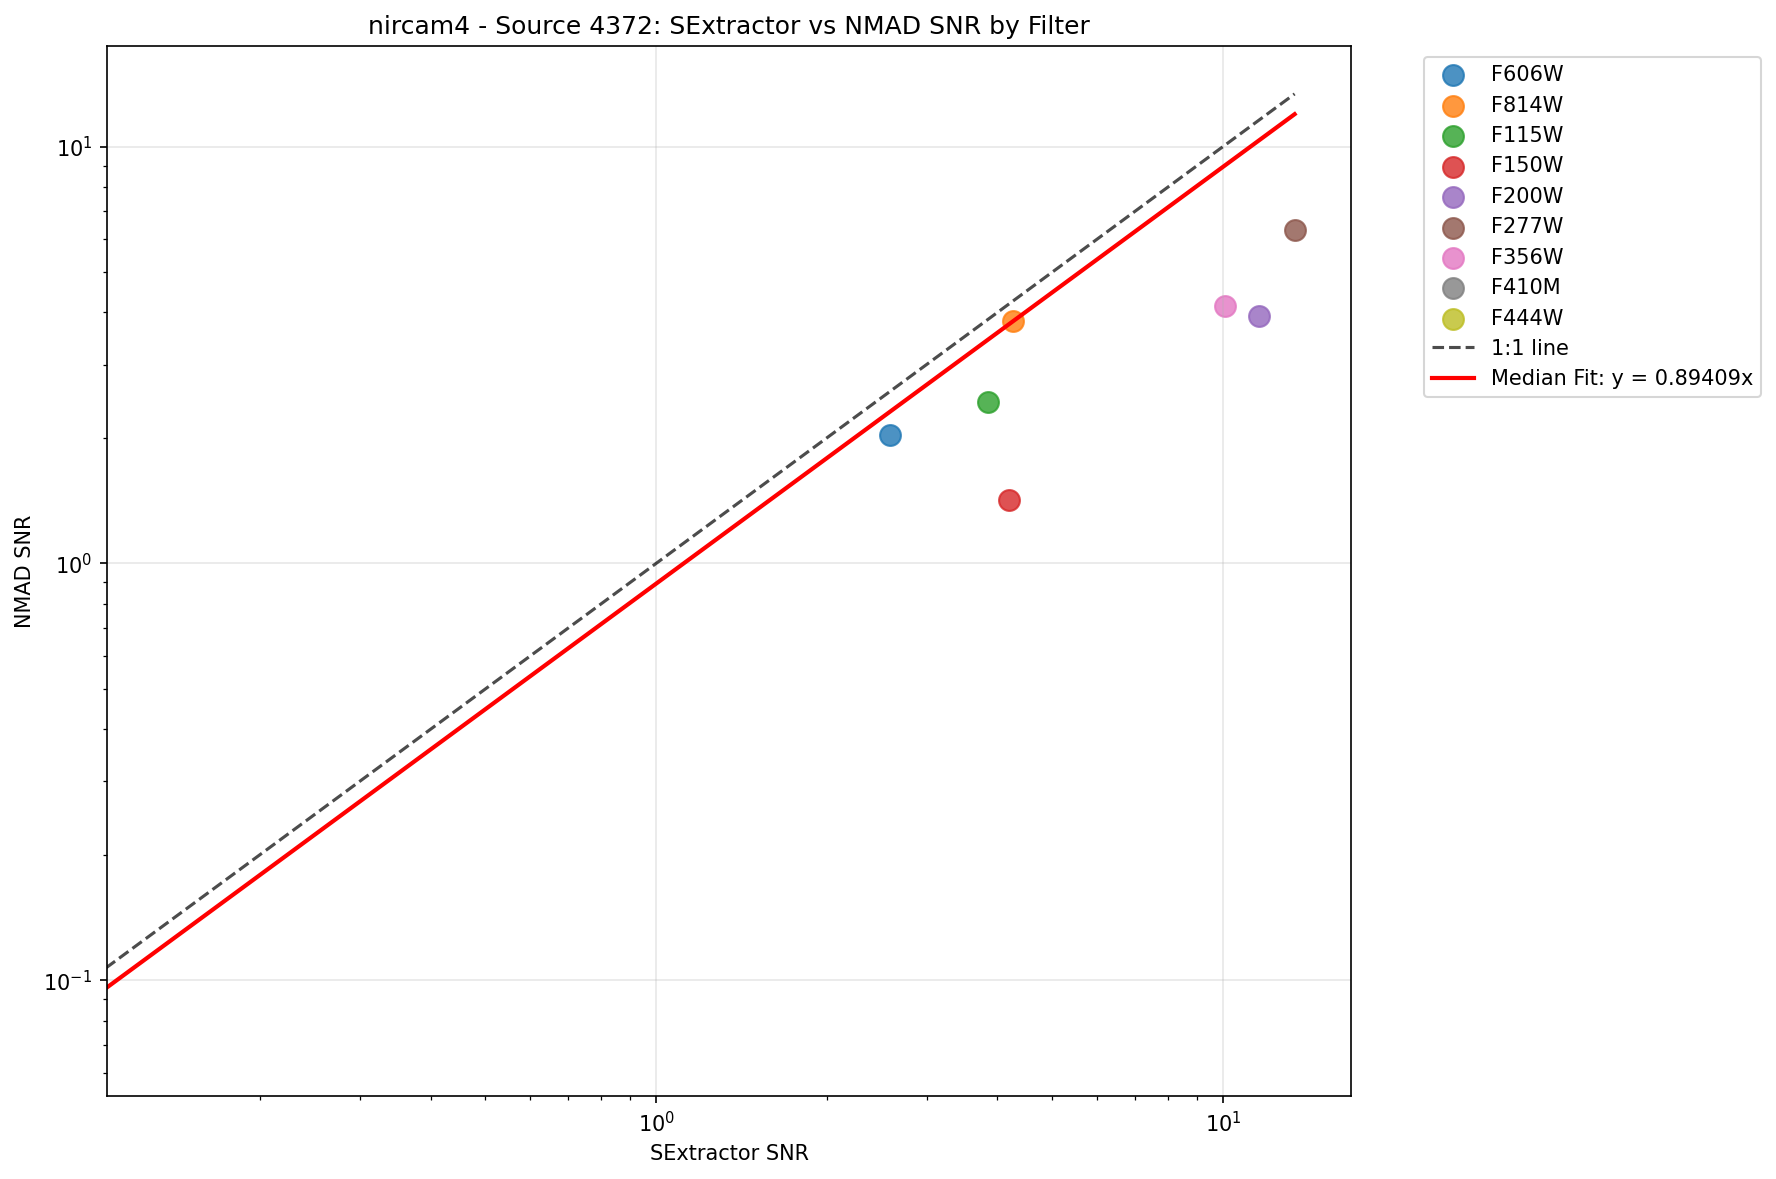 nircam4 - Source 4372: SExtractor vs NMAD SNR by Filter
F606W
F814W
F115W
F150W
F200W
F277W
F356W
F410M
F444W
1:1 line
Median Fit: y = 0.89409x
NMAD SNR
10¹
10⁰
10⁻¹
10⁰
10¹
SExtractor SNR